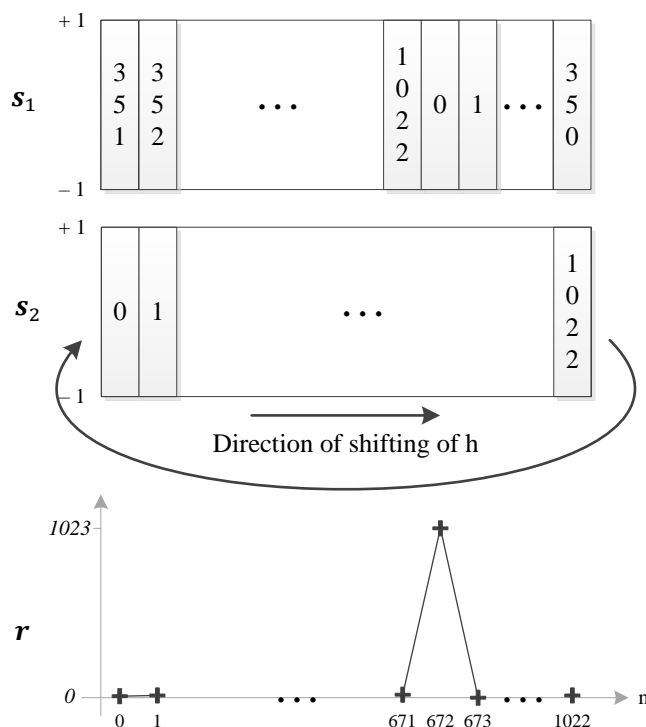 + 1
s₁
3 5 1
3 5 2
...
1 0 2 2
0
1
...
3 5 0
– 1
+ 1
s₂
0
1
...
1 0 2 2
– 1
Direction of shifting of h
1023
r
0
n
0 1 ... 671 672 673 ... 1022